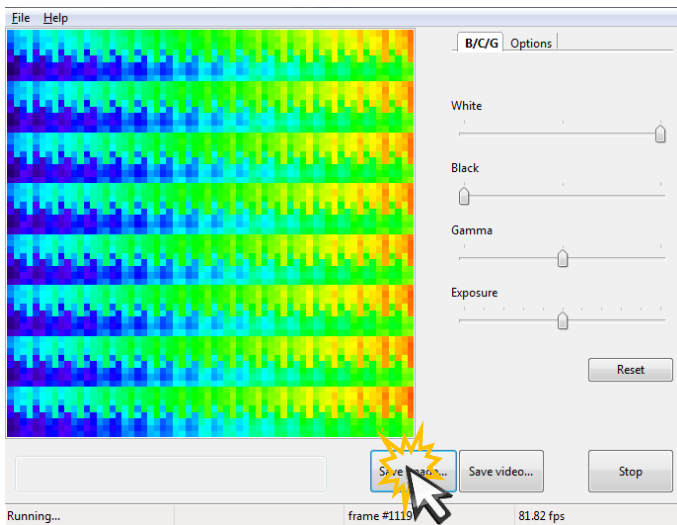 File Help
B/C/G Options
White
Black
Gamma
Exposure
Reset
Save video... Stop
Running... frame #1119 81.82 fps